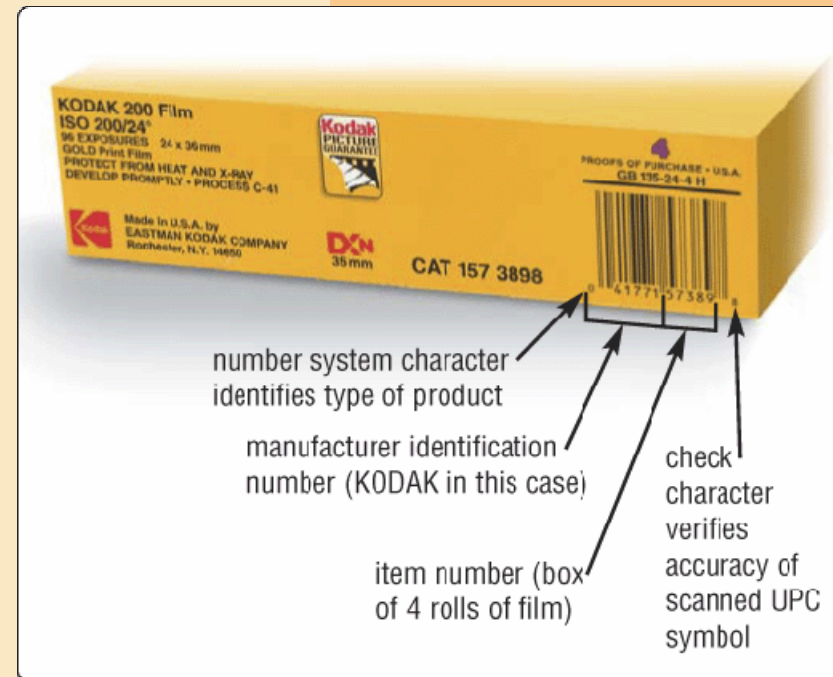 KODAK 200 Film
ISO 200/24°
96 EXPOSURES 24 x 36mm
GOLD Print Film
PROTECT FROM HEAT AND X-RAY
DEVELOP PROMPTLY • PROCESS C-41
Kodak
Made in U.S.A. by
EASTMAN KODAK COMPANY
Rochester, N.Y. 14650
Kodak
PICTURE
GUARANTEE
DXN
35mm
CAT 157 3898
4
PROOFS OF PURCHASE • U.S.A.
GB 135-24-4 H
0 41771 57389 8
number system character
identifies type of product
manufacturer identification
number (KODAK in this case)
item number (box
of 4 rolls of film)
check
character
verifies
accuracy of
scanned UPC
symbol